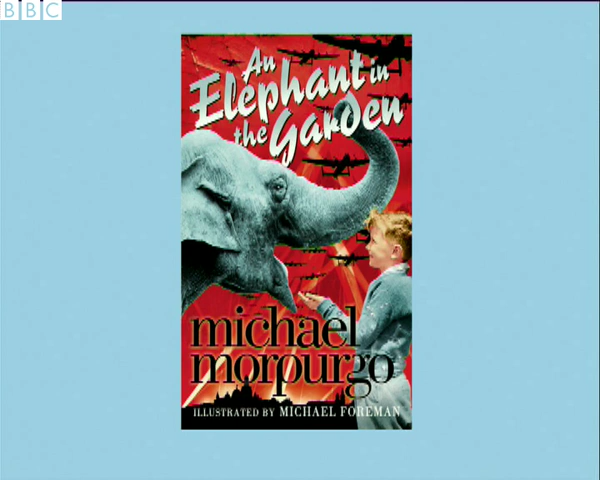 BBC
An
Elephant in
the Garden
michael
morpurgo
ILLUSTRATED BY MICHAEL FOREMAN